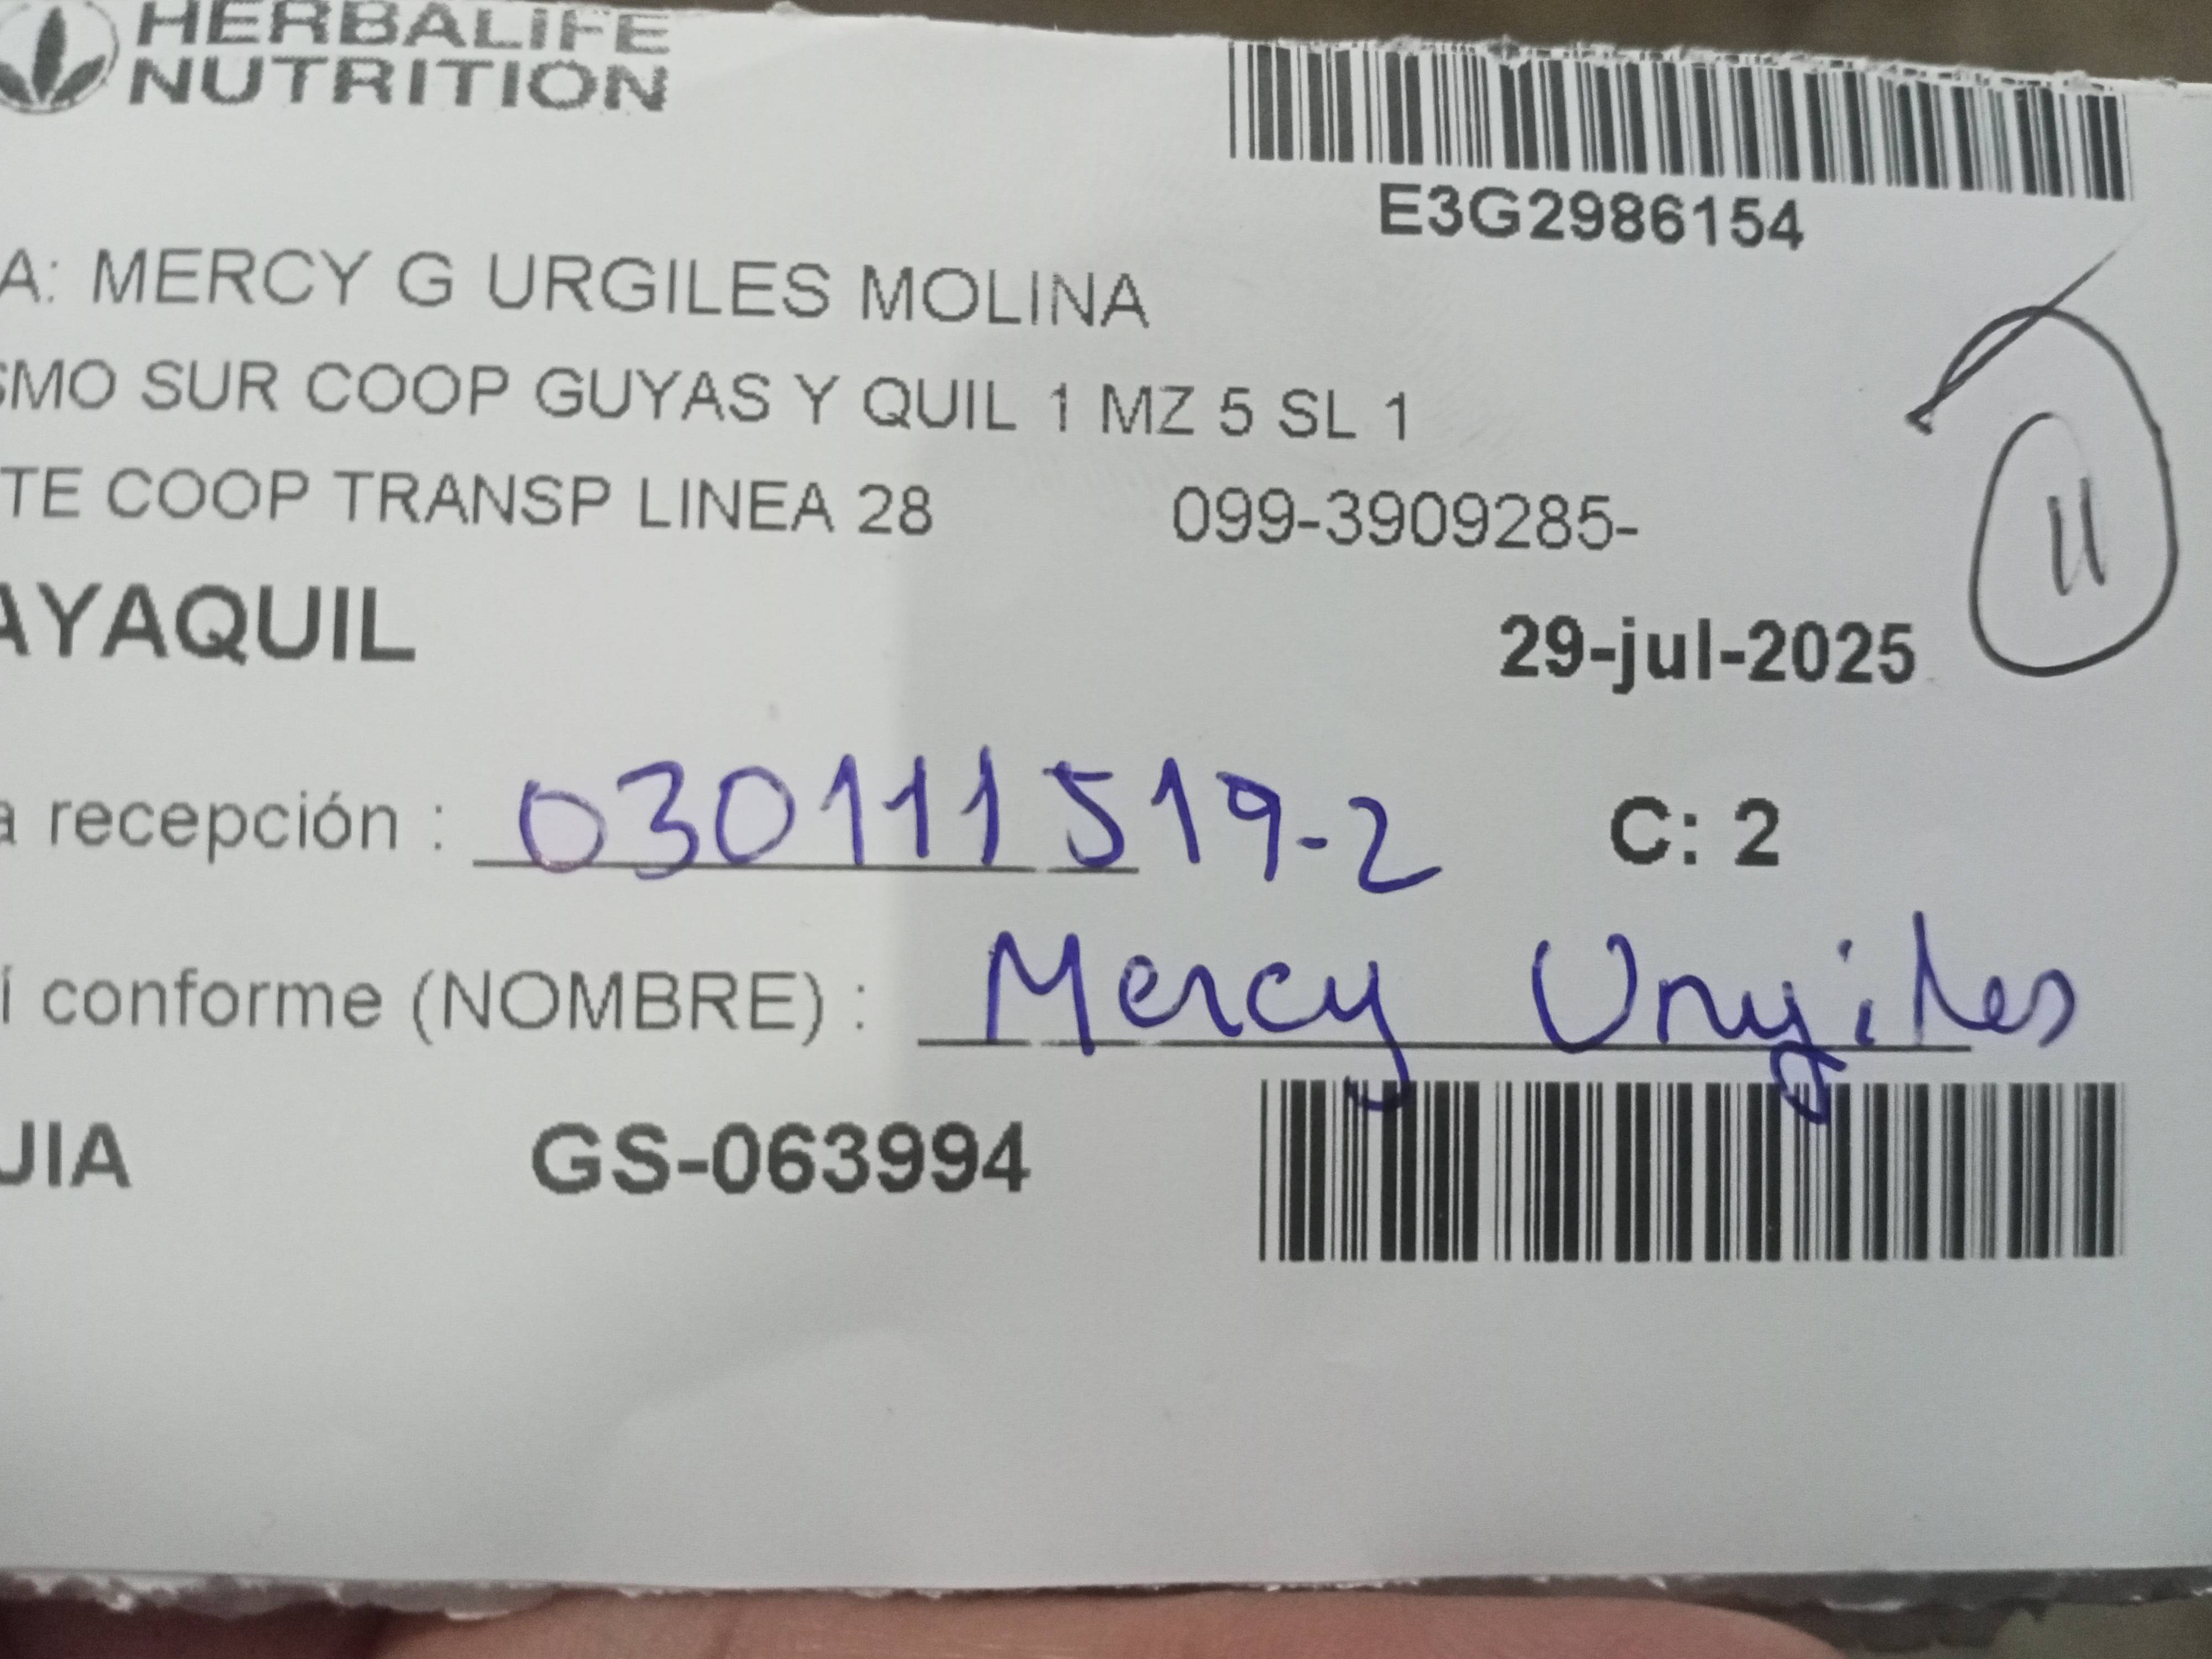 HERBALIFE
NUTRITION
E3G2986154
A: MERCY G URGILES MOLINA
SMO SUR COOP GUYAS Y QUIL 1 MZ 5 SL 1
TE COOP TRANSP LINEA 28 099-3909285-
AYAQUIL
29-jul-2025
11
a recepción : 030111519-2 C: 2
í conforme (NOMBRE) : Mercy Urgiles
UIA GS-063994